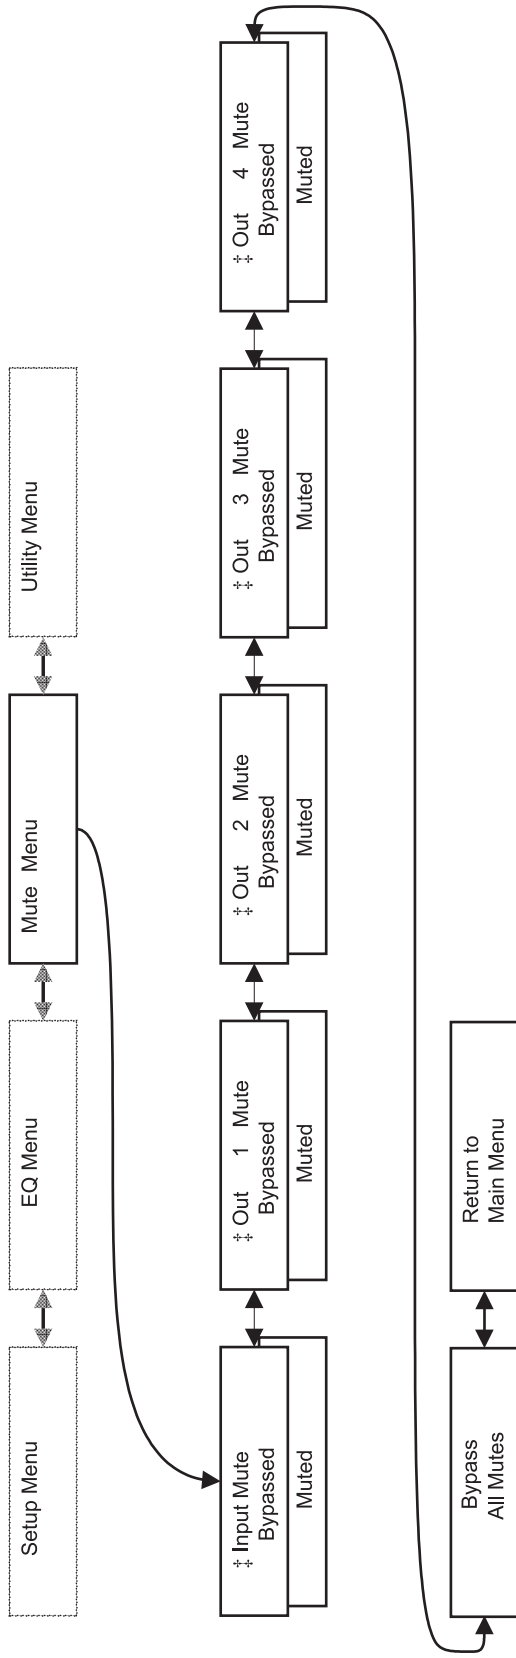 Setup Menu
EQ Menu
Mute Menu
Utility Menu
‡ Input Mute
Bypassed
Muted
‡ Out 1 Mute
Bypassed
Muted
‡ Out 2 Mute
Bypassed
Muted
‡ Out 3 Mute
Bypassed
Muted
‡ Out 4 Mute
Bypassed
Muted
Bypass
All Mutes
Return to
Main Menu